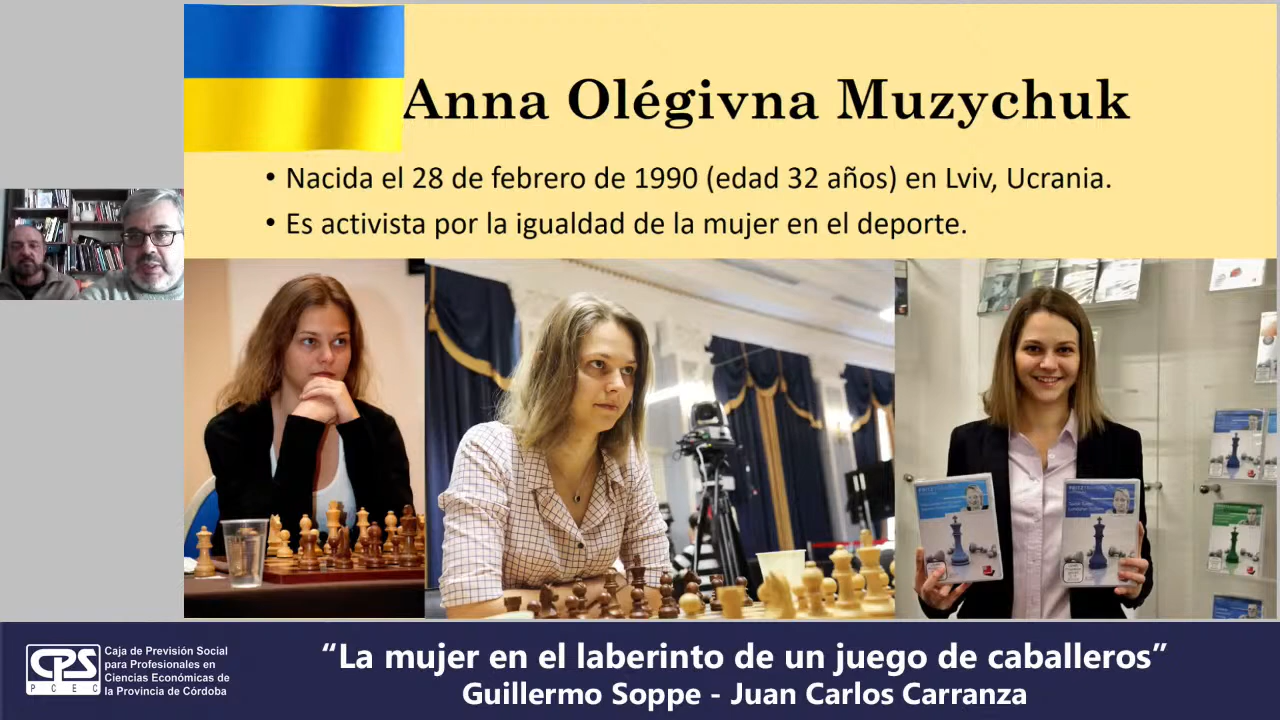 Anna Olégivna Muzychuk
• Nacida el 28 de febrero de 1990 (edad 32 años) en Lviv, Ucrania.
• Es activista por la igualdad de la mujer en el deporte.
CPS
PCEC
Caja de Previsión Social
para Profesionales en
Ciencias Económicas de
la Provincia de Córdoba
“La mujer en el laberinto de un juego de caballeros”
Guillermo Soppe - Juan Carlos Carranza